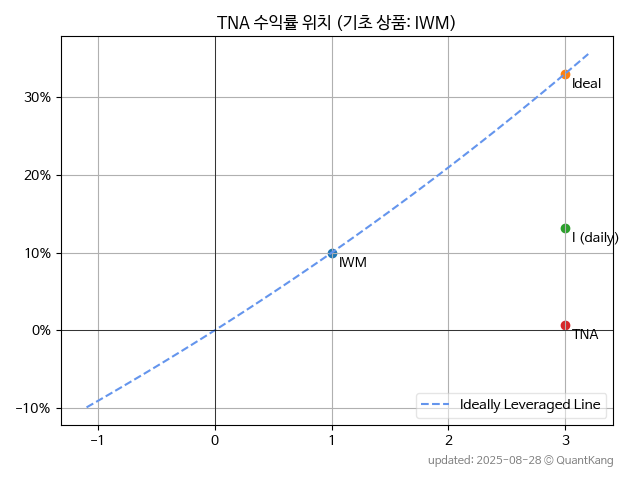 TNA 수익률 위치 (기초 상품: IWM)
30%
20%
10%
0%
−10%
Ideal
I (daily)
IWM
TNA
Ideally Leveraged Line
−1
0
1
2
3
updated: 2025-08-28 © QuantKang